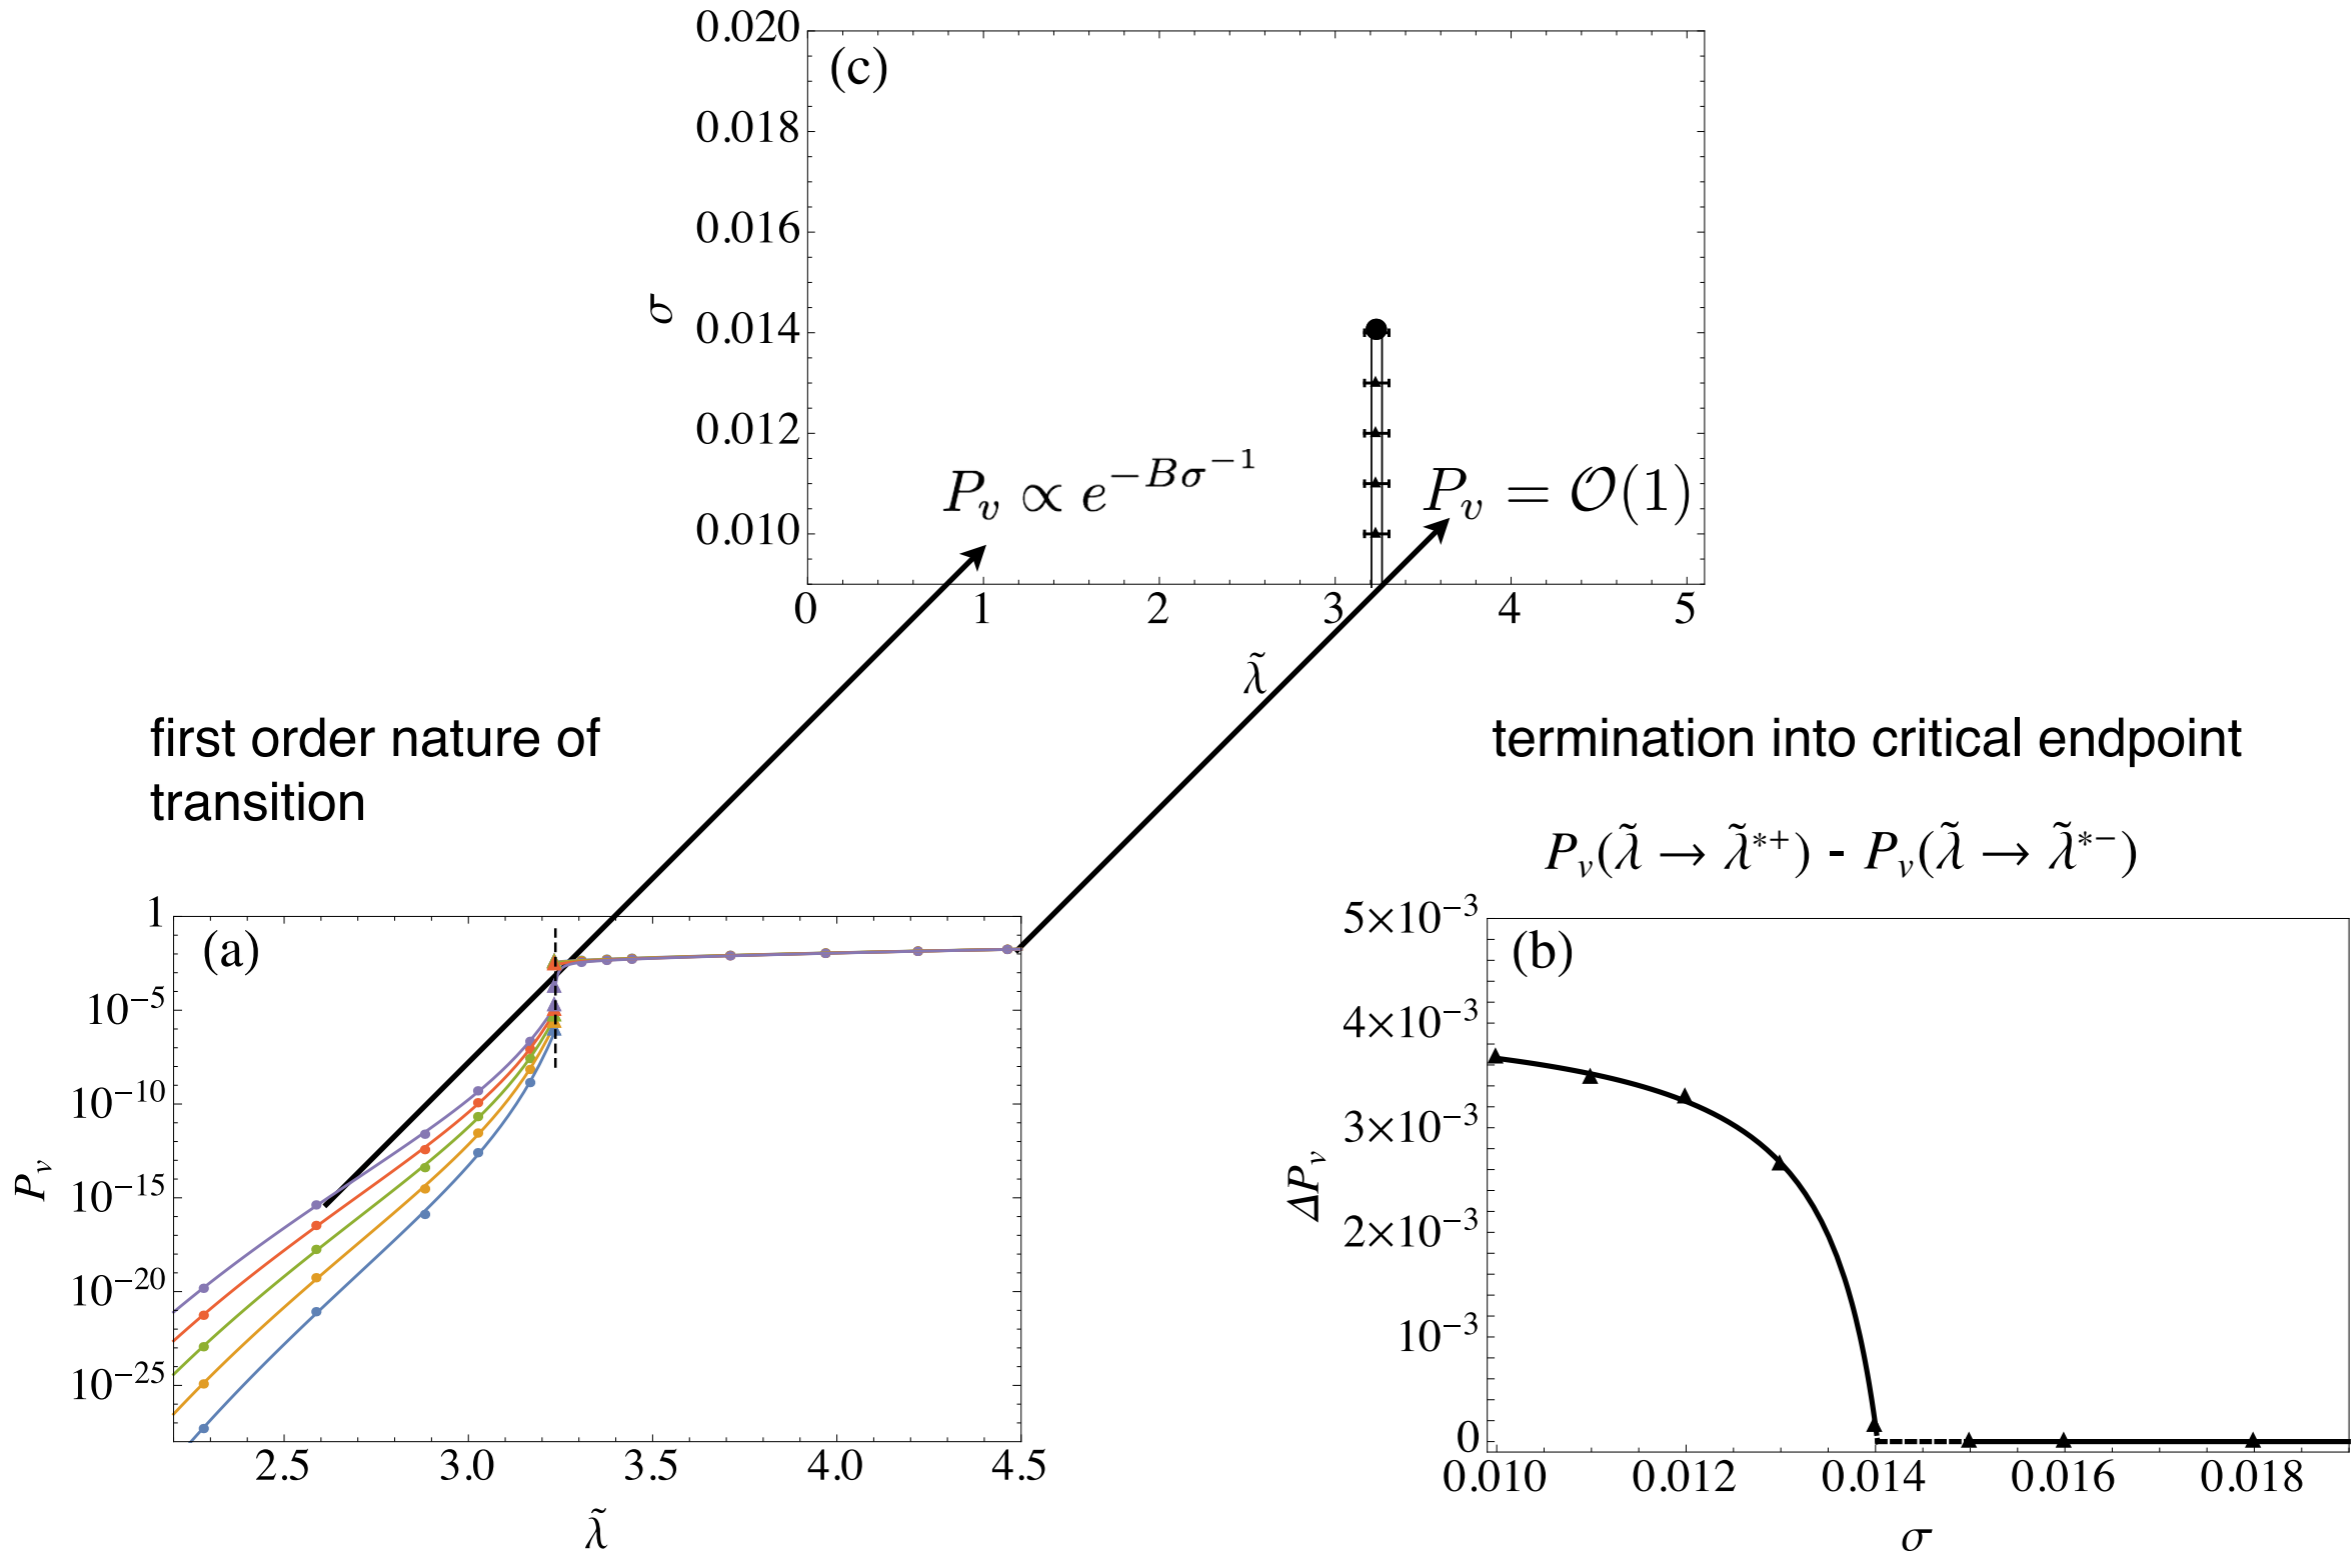 0.020
(c)
0.018
0.016
σ
0.014
0.012
P_v ∝ e^{−Bσ^{−1}}
P_v = 𝒪(1)
0.010
0 1 2 3 4 5
λ̃
first order nature of
transition
termination into critical endpoint
P_v(λ̃ → λ̃^{*+}) - P_v(λ̃ → λ̃^{*−})
1
(a)
10^{−5}
10^{−10}
P_v
10^{−15}
10^{−20}
10^{−25}
2.5 3.0 3.5 4.0 4.5
λ̃
5×10^{−3}
(b)
4×10^{−3}
3×10^{−3}
ΔP_v
2×10^{−3}
10^{−3}
0
0.010 0.012 0.014 0.016 0.018
σ